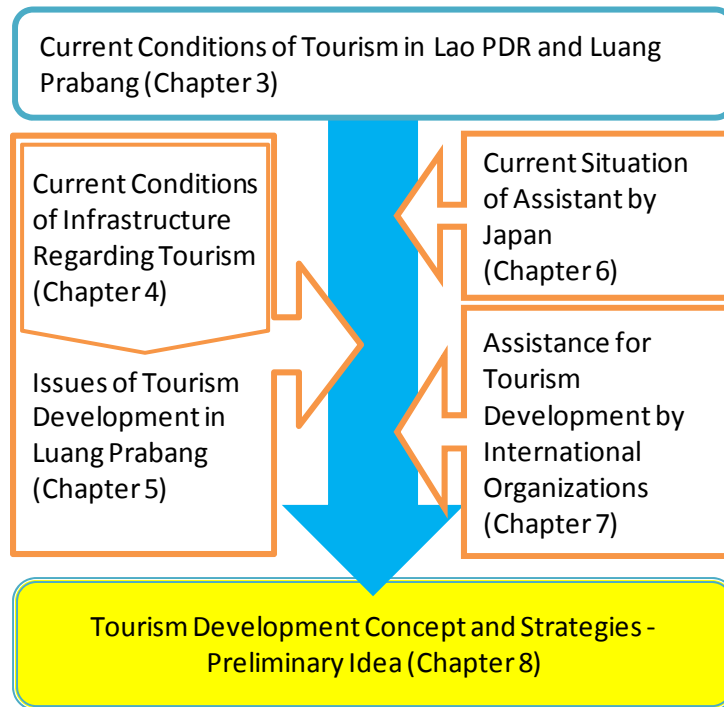 Current Conditions of Tourism in Lao PDR and Luang
Prabang (Chapter 3)
Current Conditions
of Infrastructure
Regarding Tourism
(Chapter 4)
Issues of Tourism
Development in
Luang Prabang
(Chapter 5)
Current Situation
of Assistant by
Japan
(Chapter 6)
Assistance for
Tourism
Development by
International
Organizations
(Chapter 7)
Tourism Development Concept and Strategies -
Preliminary Idea (Chapter 8)